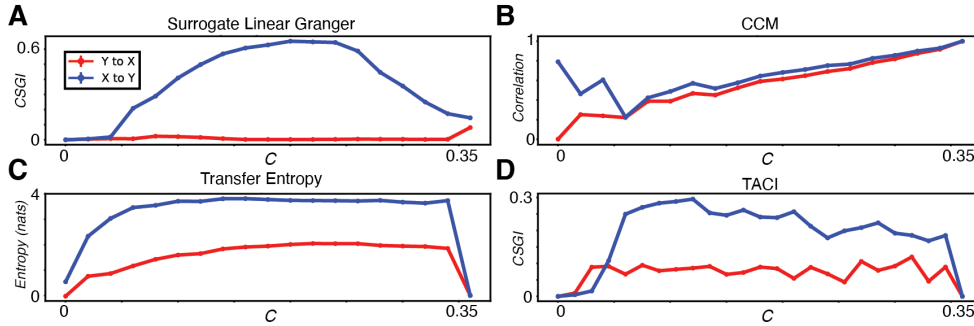 A
Surrogate Linear Granger
0.6
CSGI
0
Y to X
X to Y
0
C
0.35
B
CCM
1
Correlation
0
0
C
0.35
C
Transfer Entropy
4
Entropy (nats)
0
0
C
0.35
D
TACI
0.3
CSGI
0
0
C
0.35